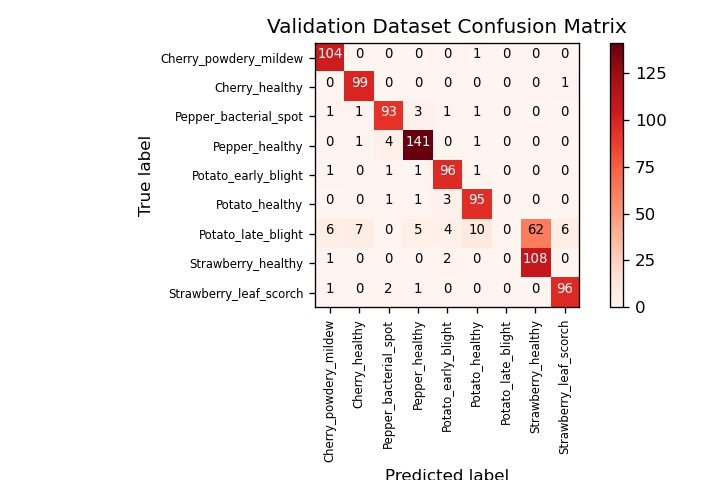 Validation Dataset Confusion Matrix
True label
Cherry_powdery_mildew 104 0 0 0 0 1 0 0 0
Cherry_healthy 0 99 0 0 0 0 0 0 1
Pepper_bacterial_spot 1 1 93 3 1 1 0 0 0
Pepper_healthy 0 1 4 141 0 1 0 0 0
Potato_early_blight 1 0 1 1 96 1 0 0 0
Potato_healthy 0 0 1 1 3 95 0 0 0
Potato_late_blight 6 7 0 5 4 10 0 62 6
Strawberry_healthy 1 0 0 0 2 0 0 108 0
Strawberry_leaf_scorch 1 0 2 1 0 0 0 0 96
Cherry_powdery_mildew
Cherry_healthy
Pepper_bacterial_spot
Pepper_healthy
Potato_early_blight
Potato_healthy
Potato_late_blight
Strawberry_healthy
Strawberry_leaf_scorch
Predicted label
125
100
75
50
25
0